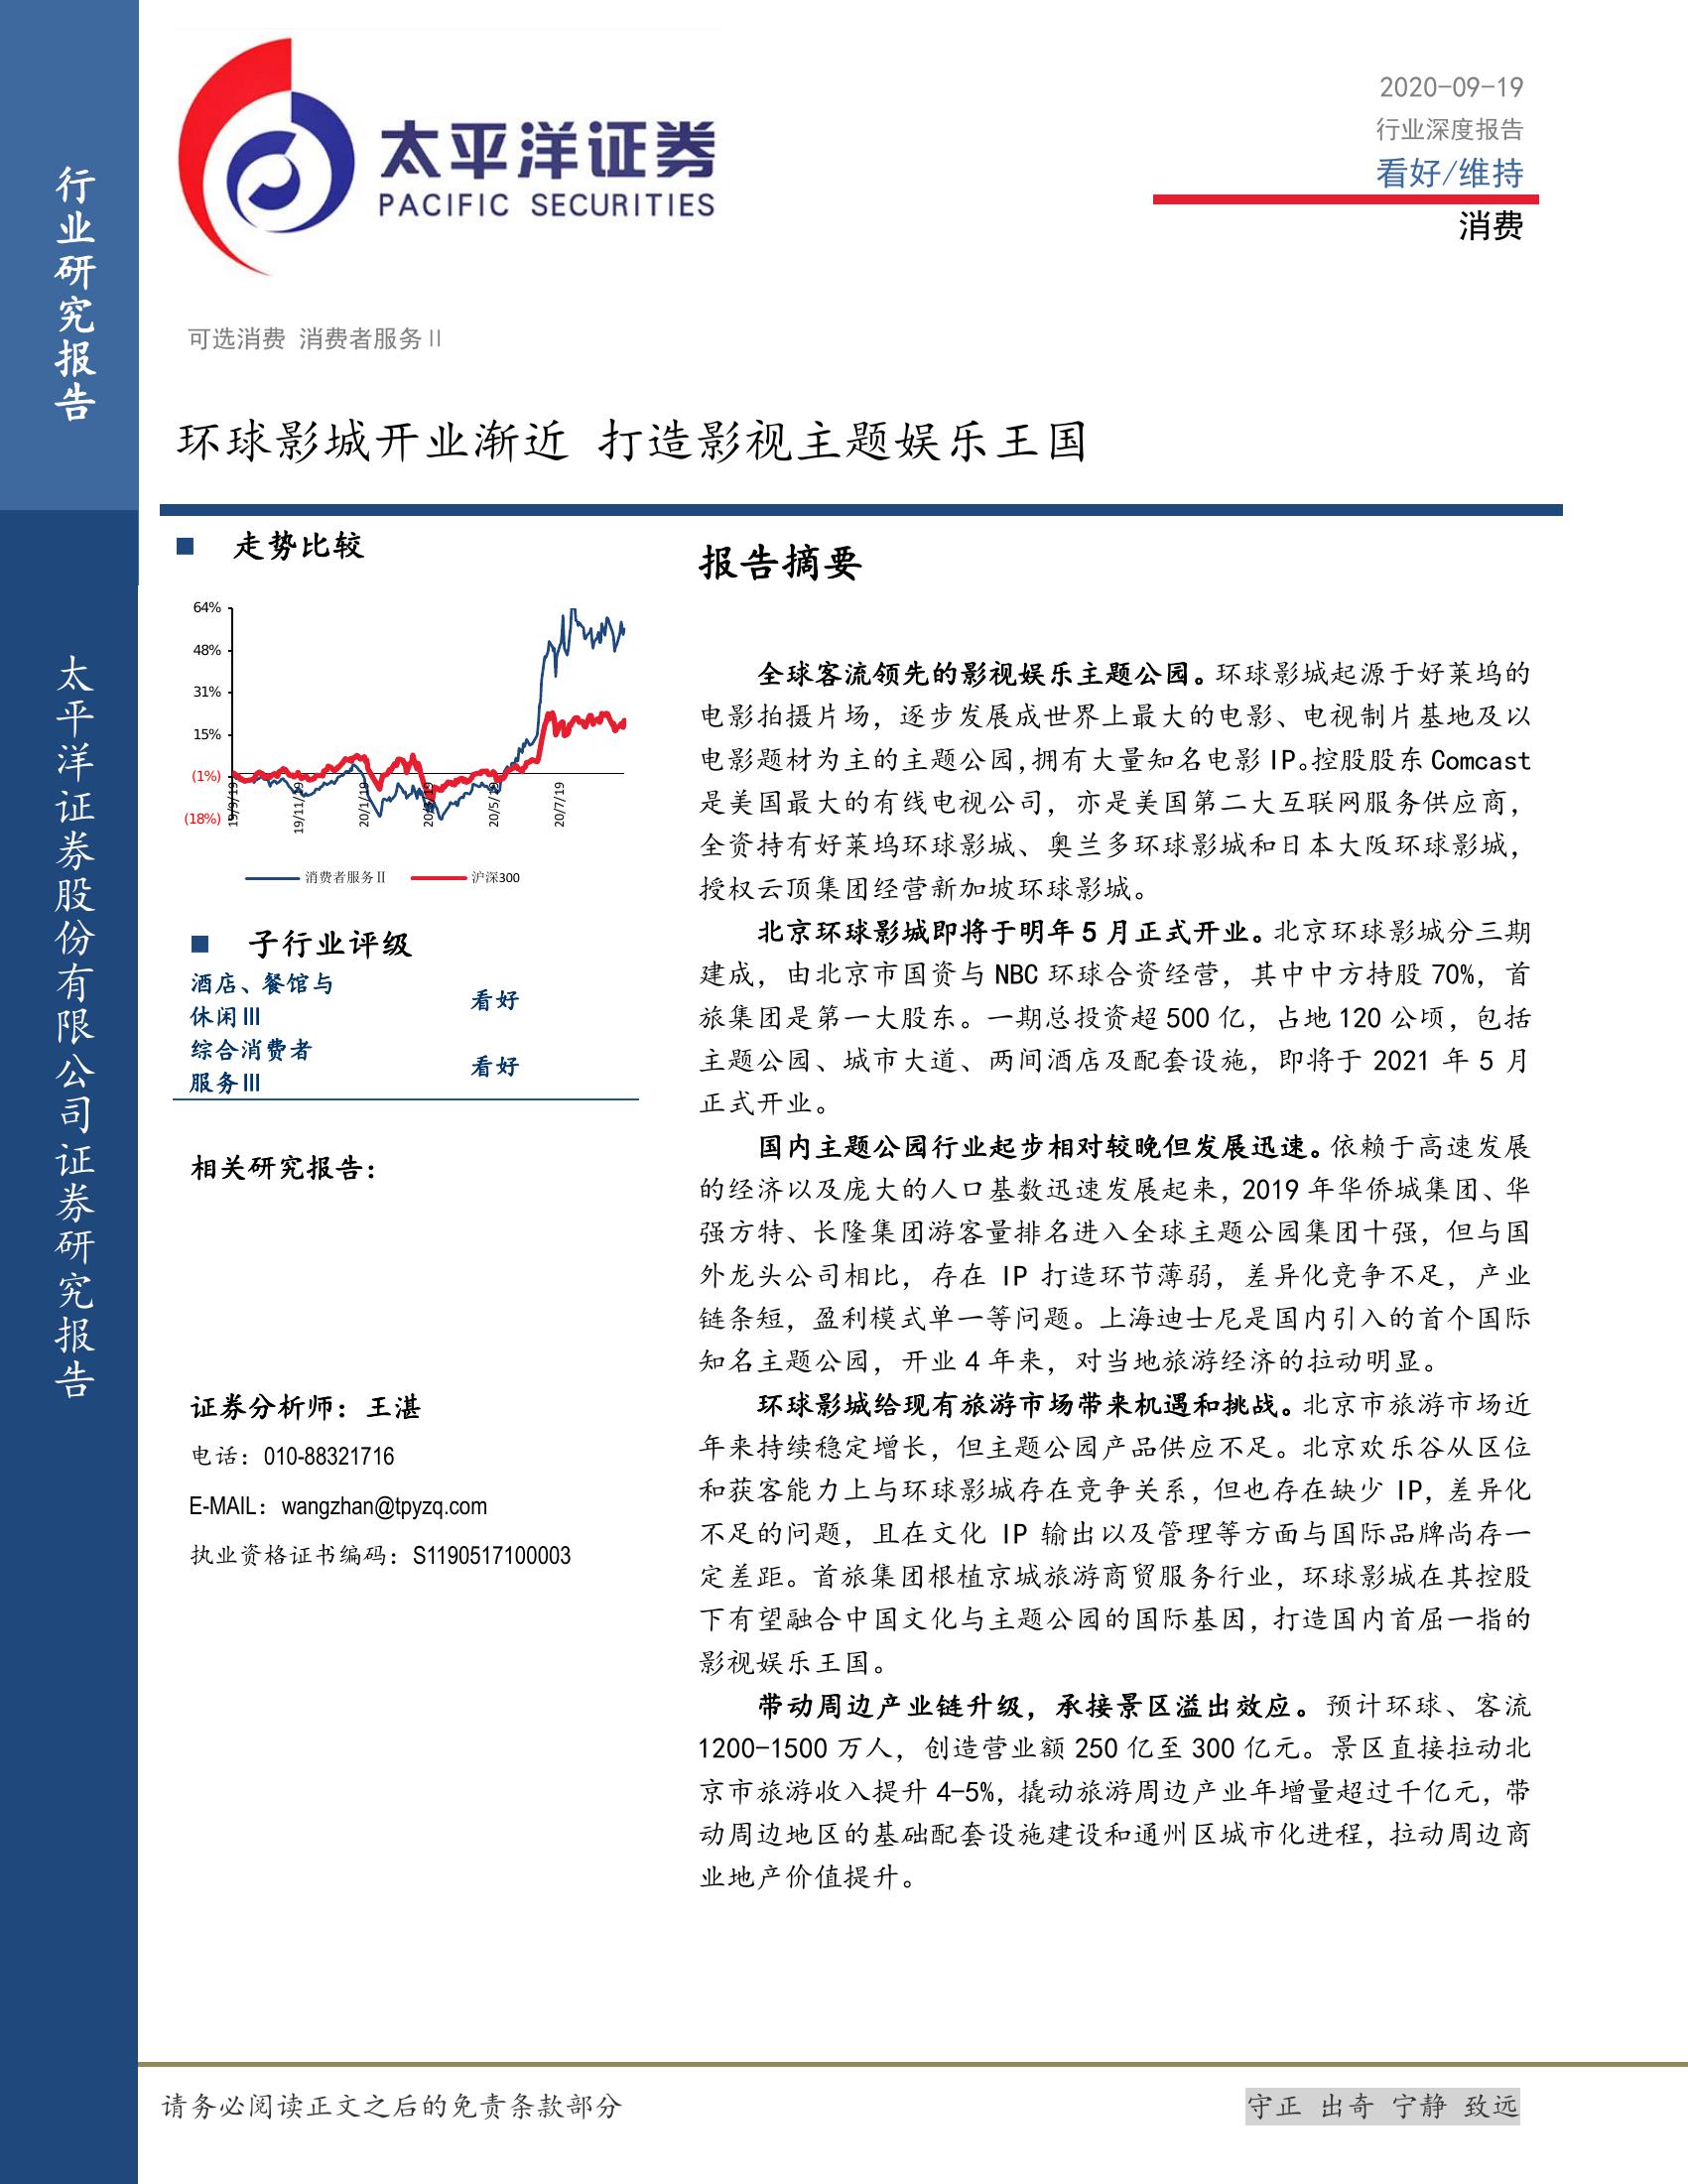 行业研究报告
太平洋证券股份有限公司证券研究报告
太平洋证券
PACIFIC SECURITIES
2020-09-19
行业深度报告
看好/维持
消费
可选消费 消费者服务Ⅱ
环球影城开业渐近 打造影视主题娱乐王国
■ 走势比较
64%
48%
31%
15%
(1%)
(18%)
19/9/19
19/11/19
20/1/19
20/3/19
20/5/19
20/7/19
消费者服务Ⅱ 沪深300
■ 子行业评级
酒店、餐馆与
休闲Ⅲ
看好
综合消费者
服务Ⅲ
看好
相关研究报告：
证券分析师：王湛
电话：010-88321716
E-MAIL：wangzhan@tpyzq.com
执业资格证书编码：S1190517100003
报告摘要
全球客流领先的影视娱乐主题公园。环球影城起源于好莱坞的
电影拍摄片场，逐步发展成世界上最大的电影、电视制片基地及以
电影题材为主的主题公园,拥有大量知名电影 IP。控股股东 Comcast
是美国最大的有线电视公司，亦是美国第二大互联网服务供应商，
全资持有好莱坞环球影城、奥兰多环球影城和日本大阪环球影城，
授权云顶集团经营新加坡环球影城。
北京环球影城即将于明年 5 月正式开业。北京环球影城分三期
建成，由北京市国资与 NBC 环球合资经营，其中中方持股 70%，首
旅集团是第一大股东。一期总投资超 500 亿，占地 120 公顷，包括
主题公园、城市大道、两间酒店及配套设施，即将于 2021 年 5 月
正式开业。
国内主题公园行业起步相对较晚但发展迅速。依赖于高速发展
的经济以及庞大的人口基数迅速发展起来，2019 年华侨城集团、华
强方特、长隆集团游客量排名进入全球主题公园集团十强，但与国
外龙头公司相比，存在 IP 打造环节薄弱，差异化竞争不足，产业
链条短，盈利模式单一等问题。上海迪士尼是国内引入的首个国际
知名主题公园，开业 4 年来，对当地旅游经济的拉动明显。
环球影城给现有旅游市场带来机遇和挑战。北京市旅游市场近
年来持续稳定增长，但主题公园产品供应不足。北京欢乐谷从区位
和获客能力上与环球影城存在竞争关系，但也存在缺少 IP，差异化
不足的问题，且在文化 IP 输出以及管理等方面与国际品牌尚存一
定差距。首旅集团根植京城旅游商贸服务行业，环球影城在其控股
下有望融合中国文化与主题公园的国际基因，打造国内首屈一指的
影视娱乐王国。
带动周边产业链升级，承接景区溢出效应。预计环球、客流
1200-1500 万人，创造营业额 250 亿至 300 亿元。景区直接拉动北
京市旅游收入提升 4-5%，撬动旅游周边产业年增量超过千亿元，带
动周边地区的基础配套设施建设和通州区城市化进程，拉动周边商
业地产价值提升。
请务必阅读正文之后的免责条款部分
守正 出奇 宁静 致远